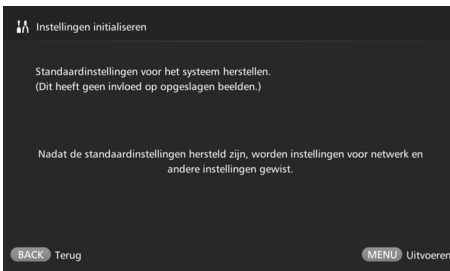 Instellingen initialiseren
Standaardinstellingen voor het systeem herstellen.
(Dit heeft geen invloed op opgeslagen beelden.)
Nadat de standaardinstellingen hersteld zijn, worden instellingen voor netwerk en
andere instellingen gewist.
BACK Terug MENU Uitvoeren